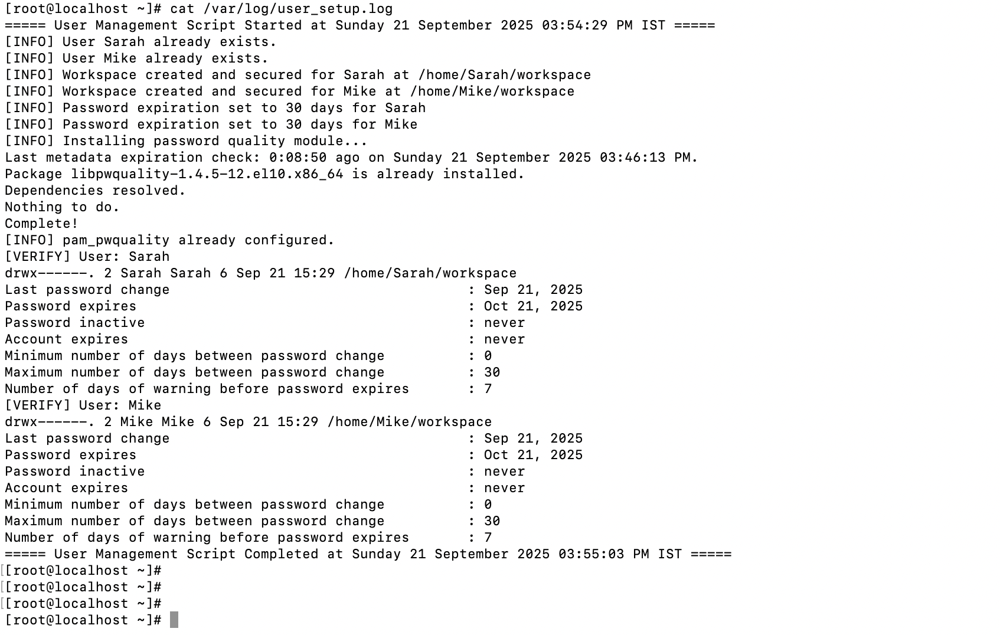 [root@localhost ~]# cat /var/log/user_setup.log
===== User Management Script Started at Sunday 21 September 2025 03:54:29 PM IST =====
[INFO] User Sarah already exists.
[INFO] User Mike already exists.
[INFO] Workspace created and secured for Sarah at /home/Sarah/workspace
[INFO] Workspace created and secured for Mike at /home/Mike/workspace
[INFO] Password expiration set to 30 days for Sarah
[INFO] Password expiration set to 30 days for Mike
[INFO] Installing password quality module...
Last metadata expiration check: 0:08:50 ago on Sunday 21 September 2025 03:46:13 PM.
Package libpwquality-1.4.5-12.el10.x86_64 is already installed.
Dependencies resolved.
Nothing to do.
Complete!
[INFO] pam_pwquality already configured.
[VERIFY] User: Sarah
drwx------. 2 Sarah Sarah 6 Sep 21 15:29 /home/Sarah/workspace
Last password change                                    : Sep 21, 2025
Password expires                                        : Oct 21, 2025
Password inactive                                       : never
Account expires                                         : never
Minimum number of days between password change          : 0
Maximum number of days between password change          : 30
Number of days of warning before password expires       : 7
[VERIFY] User: Mike
drwx------. 2 Mike Mike 6 Sep 21 15:29 /home/Mike/workspace
Last password change                                    : Sep 21, 2025
Password expires                                        : Oct 21, 2025
Password inactive                                       : never
Account expires                                         : never
Minimum number of days between password change          : 0
Maximum number of days between password change          : 30
Number of days of warning before password expires       : 7
===== User Management Script Completed at Sunday 21 September 2025 03:55:03 PM IST =====
[[root@localhost ~]#
[[root@localhost ~]#
[[root@localhost ~]#
[root@localhost ~]#